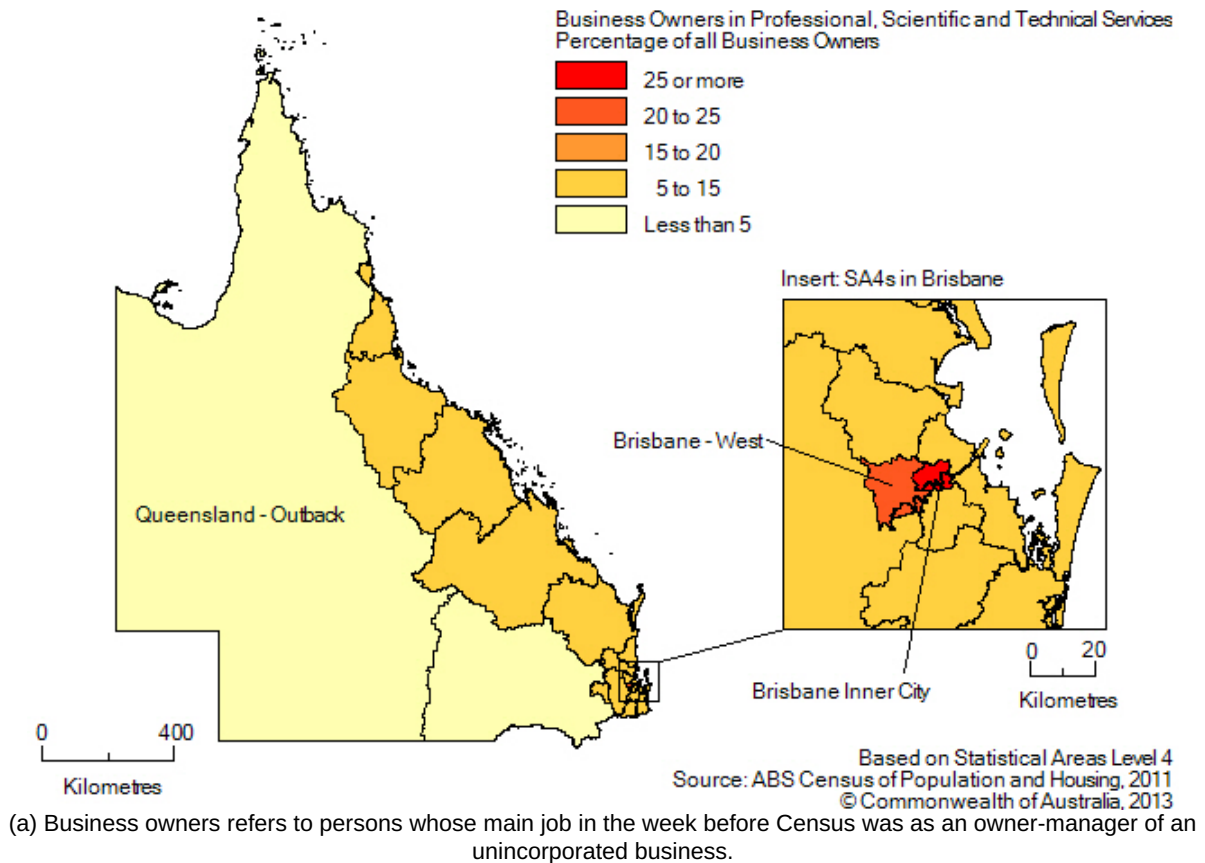 Business Owners in Professional, Scientific and Technical Services
Percentage of all Business Owners
25 or more
20 to 25
15 to 20
5 to 15
Less than 5
Insert: SA4s in Brisbane
Brisbane - West
Queensland - Outback
Brisbane Inner City
0 20
Kilometres
0 400
Kilometres
Based on Statistical Areas Level 4
Source: ABS Census of Population and Housing, 2011
© Commonwealth of Australia, 2013
(a) Business owners refers to persons whose main job in the week before Census was as an owner-manager of an
unincorporated business.